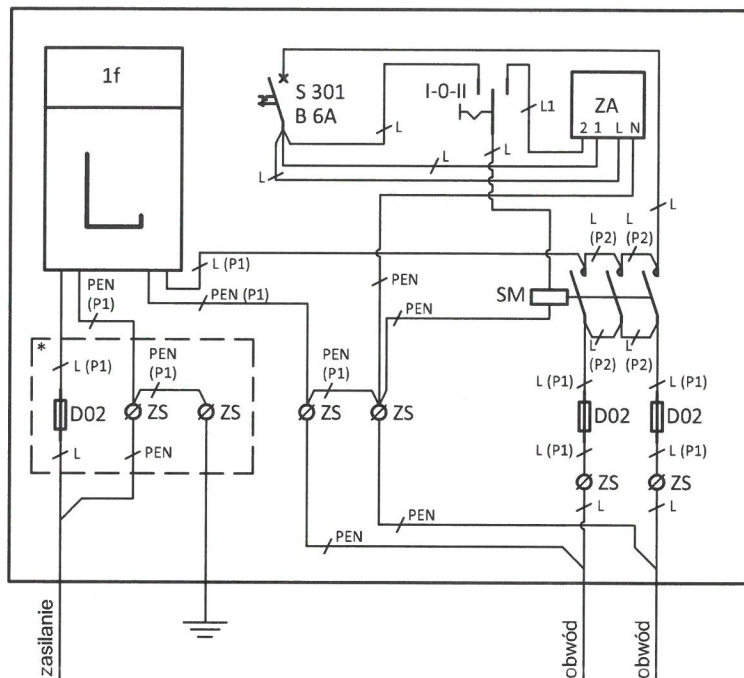 1f
S 301
B 6A
I-0-II
ZA
2 1 L N
L
L1
L
L
L
L
L (P1)
L
(P2)
L
(P2)
PEN
(P1)
PEN (P1)
PEN
SM
PEN
*
L (P1)
PEN
(P1)
PEN
(P1)
L
(P2)
L
(P2)
L (P1)
L (P1)
D02
ZS
ZS
ZS
ZS
D02
D02
L
PEN
L (P1)
L (P1)
ZS
ZS
L
L
PEN
PEN
zasilanie
obwód
obwód